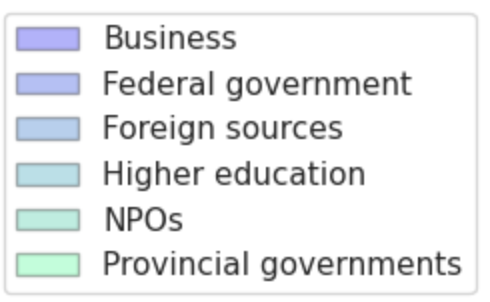 Business
Federal government
Foreign sources
Higher education
NPOs
Provincial governments